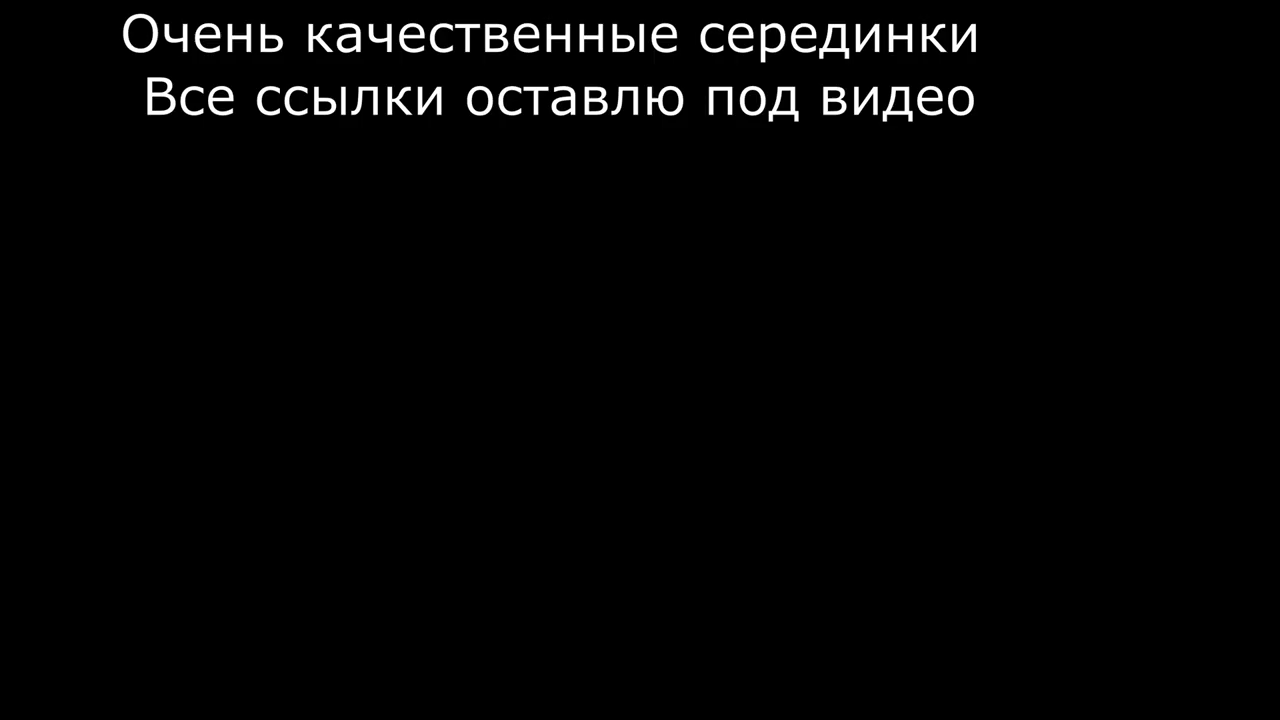 Очень качественные серединки
Все ссылки оставлю под видео